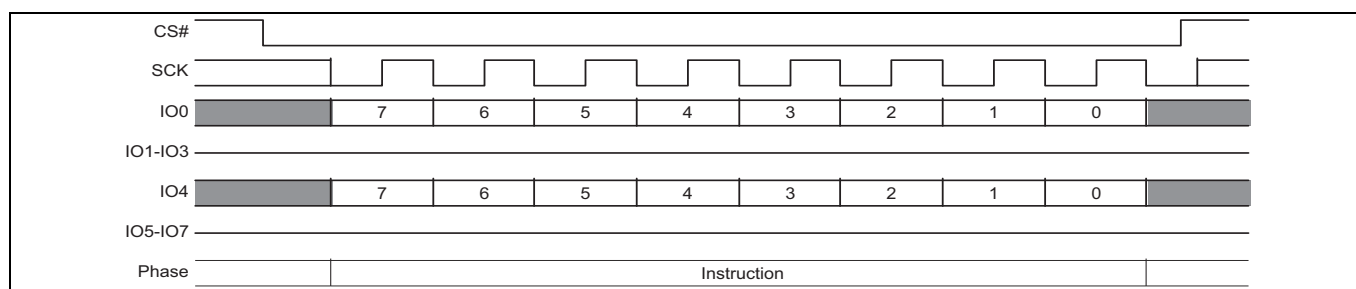 CS#
SCK
IO0 7 6 5 4 3 2 1 0
IO1-IO3
IO4 7 6 5 4 3 2 1 0
IO5-IO7
Phase Instruction